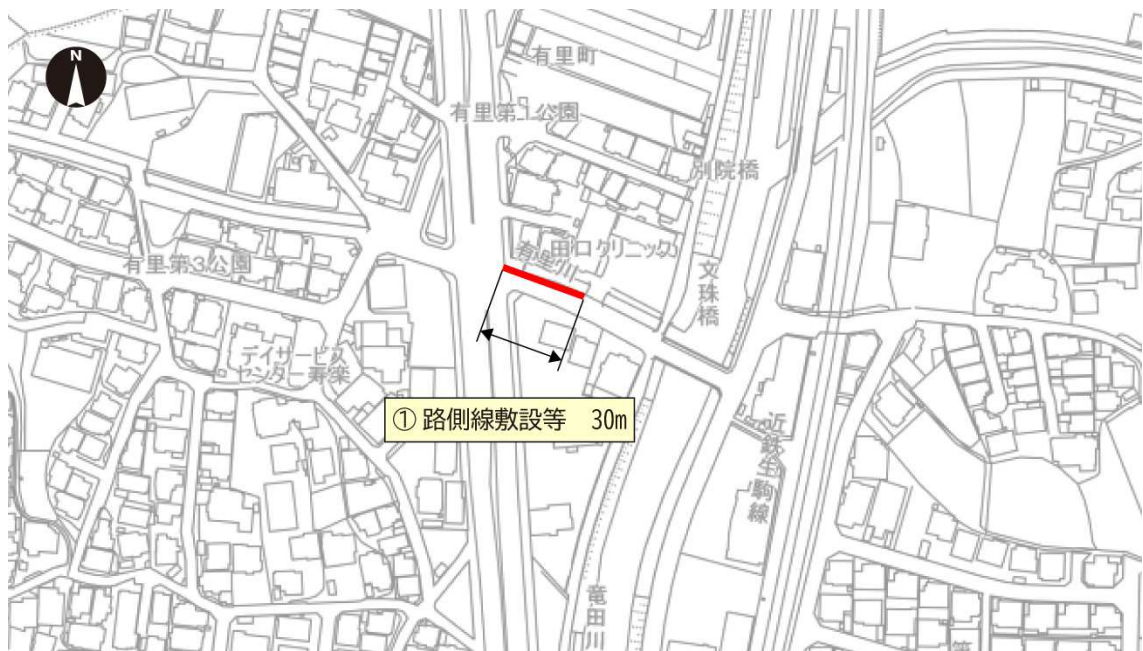 N
有里町
有里第1公園
別院橋
田口クリニック
有里川
有里第3公園
文珠橋
デイサービス
センター寿楽
① 路側線敷設等　30m
近鉄生駒線
竜田川
第